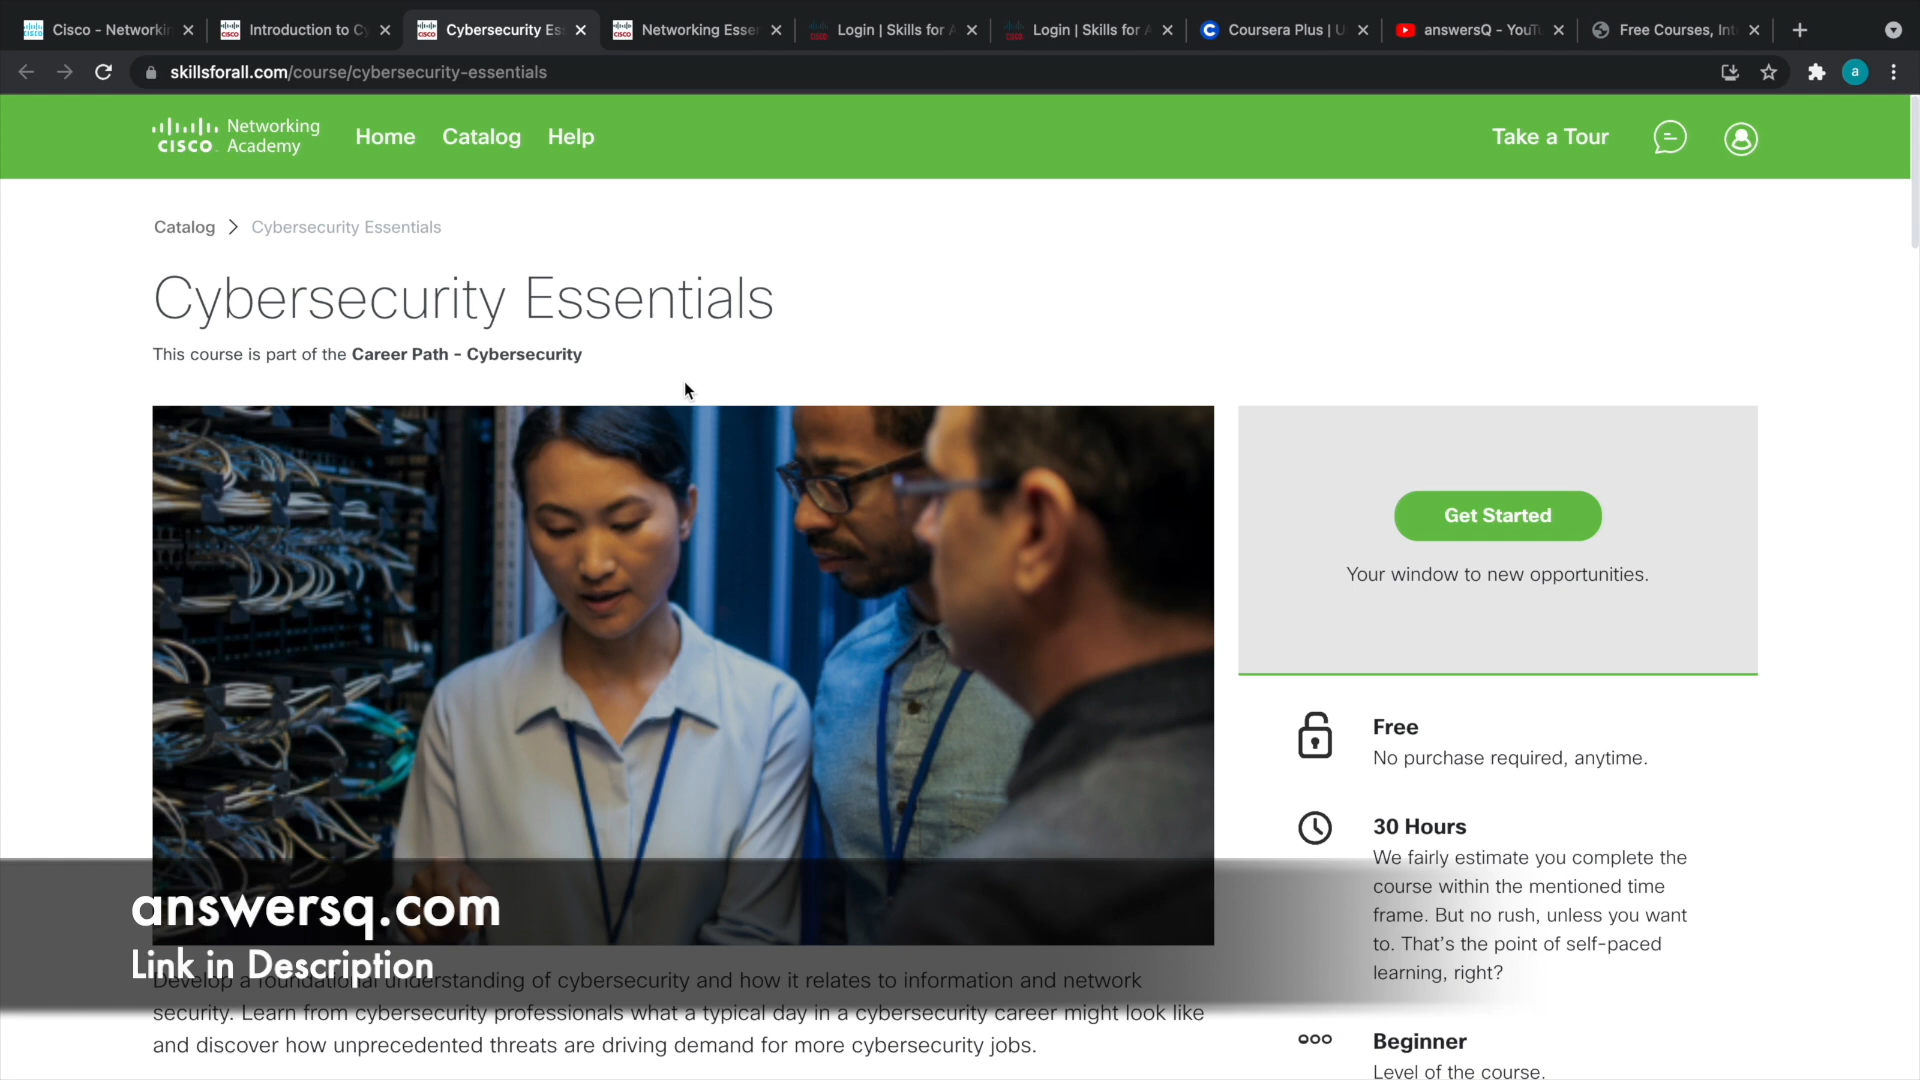 Cisco - Networkin
Introduction to Cy
Cybersecurity Es
Networking Esser
Login | Skills for A
Login | Skills for A
Coursera Plus | U
answersQ - YouTu
Free Courses, Int
skillsforall.com/course/cybersecurity-essentials
a
CISCO Networking Academy
Home
Catalog
Help
Take a Tour
Catalog > Cybersecurity Essentials
Cybersecurity Essentials
This course is part of the Career Path - Cybersecurity
Get Started
Your window to new opportunities.
Free
No purchase required, anytime.
30 Hours
We fairly estimate you complete the
course within the mentioned time
frame. But no rush, unless you want
to. That's the point of self-paced
learning, right?
answersq.com
Link in Description
Develop a foundational understanding of cybersecurity and how it relates to information and network
security. Learn from cybersecurity professionals what a typical day in a cybersecurity career might look like
and discover how unprecedented threats are driving demand for more cybersecurity jobs.
Beginner
Level of the course.